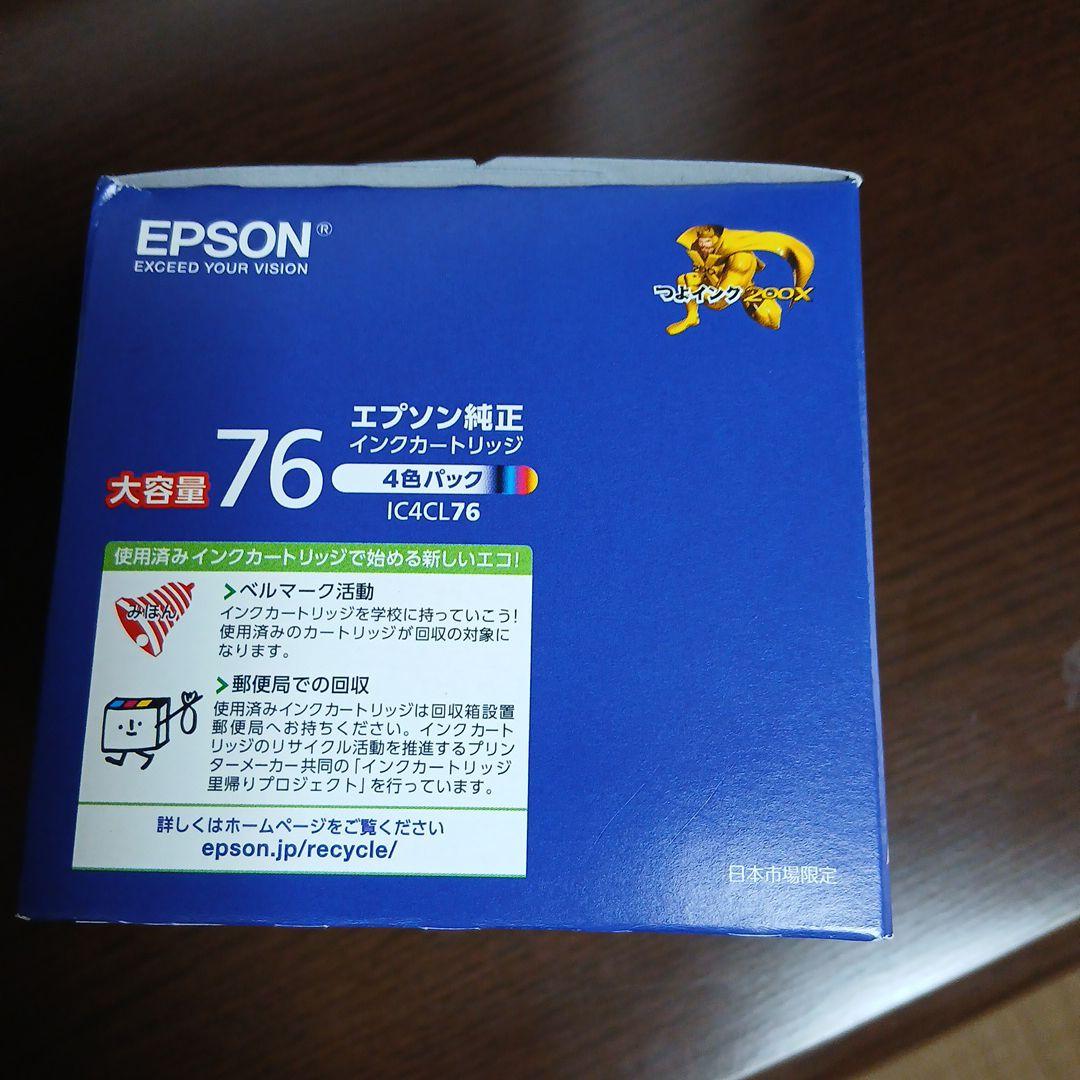 EPSON®
EXCEED YOUR VISION
つよインク200X
エプソン純正
インクカートリッジ
大容量 76 4色パック
IC4CL76
使用済みインクカートリッジで始める新しいエコ!
みほん
>ベルマーク活動
インクカートリッジを学校に持っていこう!
使用済みのカートリッジが回収の対象に
なります。
>郵便局での回収
使用済みインクカートリッジは回収箱設置
郵便局へお持ちください。インクカート
リッジのリサイクル活動を推進するプリン
ターメーカー共同の「インクカートリッジ
里帰りプロジェクト」を行っています。
詳しくはホームページをご覧ください
epson.jp/recycle/
日本市場限定